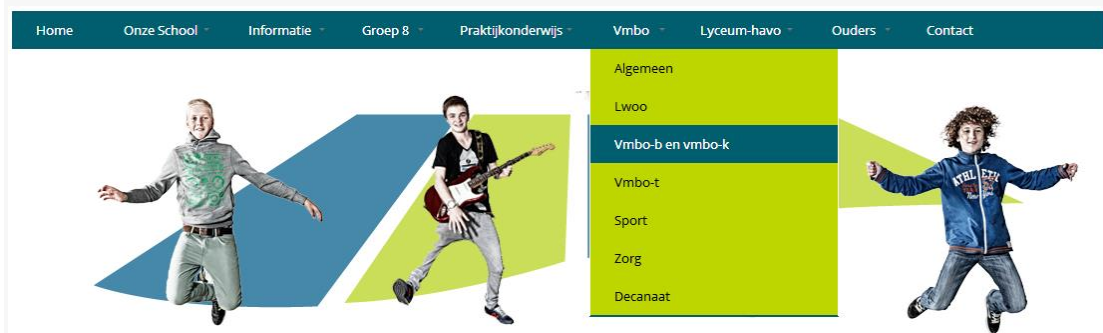 Home Onze School Informatie Groep 8 Praktijkonderwijs Vmbo Lyceum-havo Ouders Contact
Algemeen
Lwoo
Vmbo-b en vmbo-k
Vmbo-t
Sport
Zorg
Decanaat
ATHLETIC